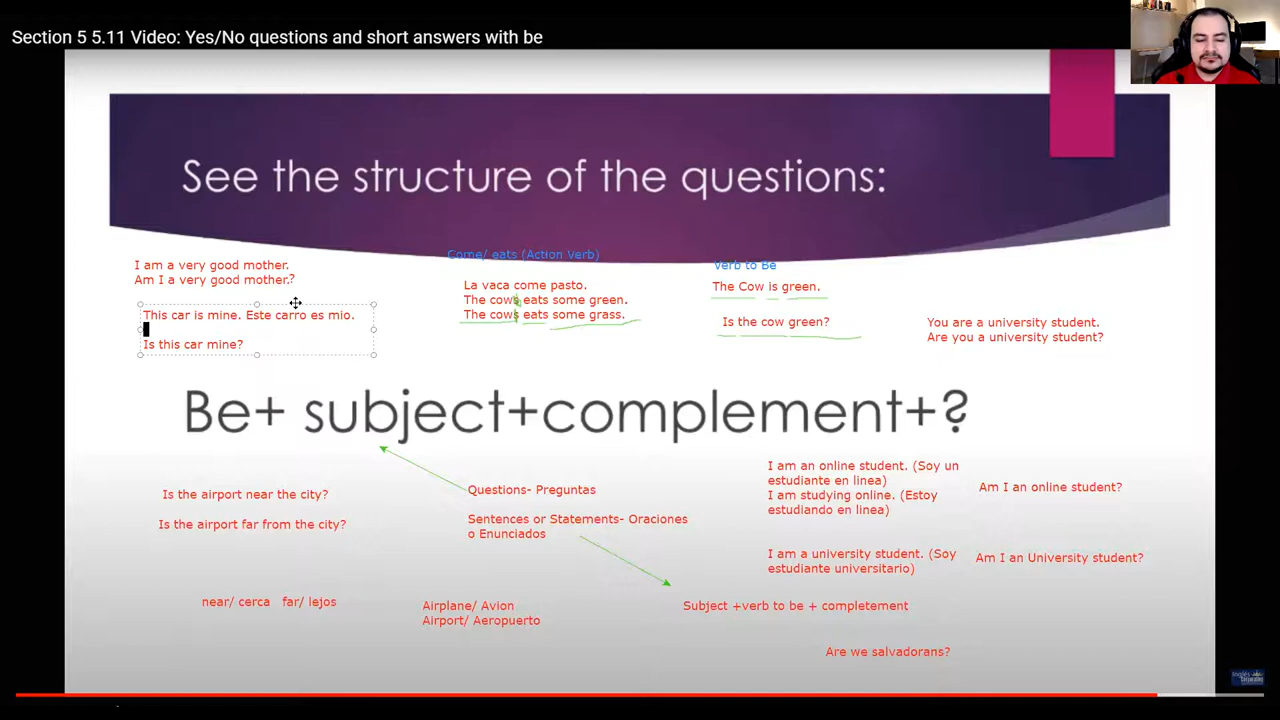 Section 5 5.11 Video: Yes/No questions and short answers with be
See the structure of the questions:
I am a very good mother.
Am I a very good mother.?
This car is mine. Este carro es mio.
Is this car mine?
Come/ eats (Action Verb)
La vaca come pasto.
The cows eats some green.
The cows eats some grass.
Verb to Be
The Cow is green.
Is the cow green?
You are a university student.
Are you a university student?
Be+ subject+complement+?
Is the airport near the city?
Is the airport far from the city?
near/ cerca far/ lejos
Questions- Preguntas
Sentences or Statements- Oraciones
o Enunciados
Airplane/ Avion
Airport/ Aeropuerto
I am an online student. (Soy un
estudiante en linea)
I am studying online. (Estoy
estudiando en linea)
Am I an online student?
I am a university student. (Soy
estudiante universitario)
Am I an University student?
Subject +verb to be + completement
Are we salvadorans?
Inglés
Corporativo